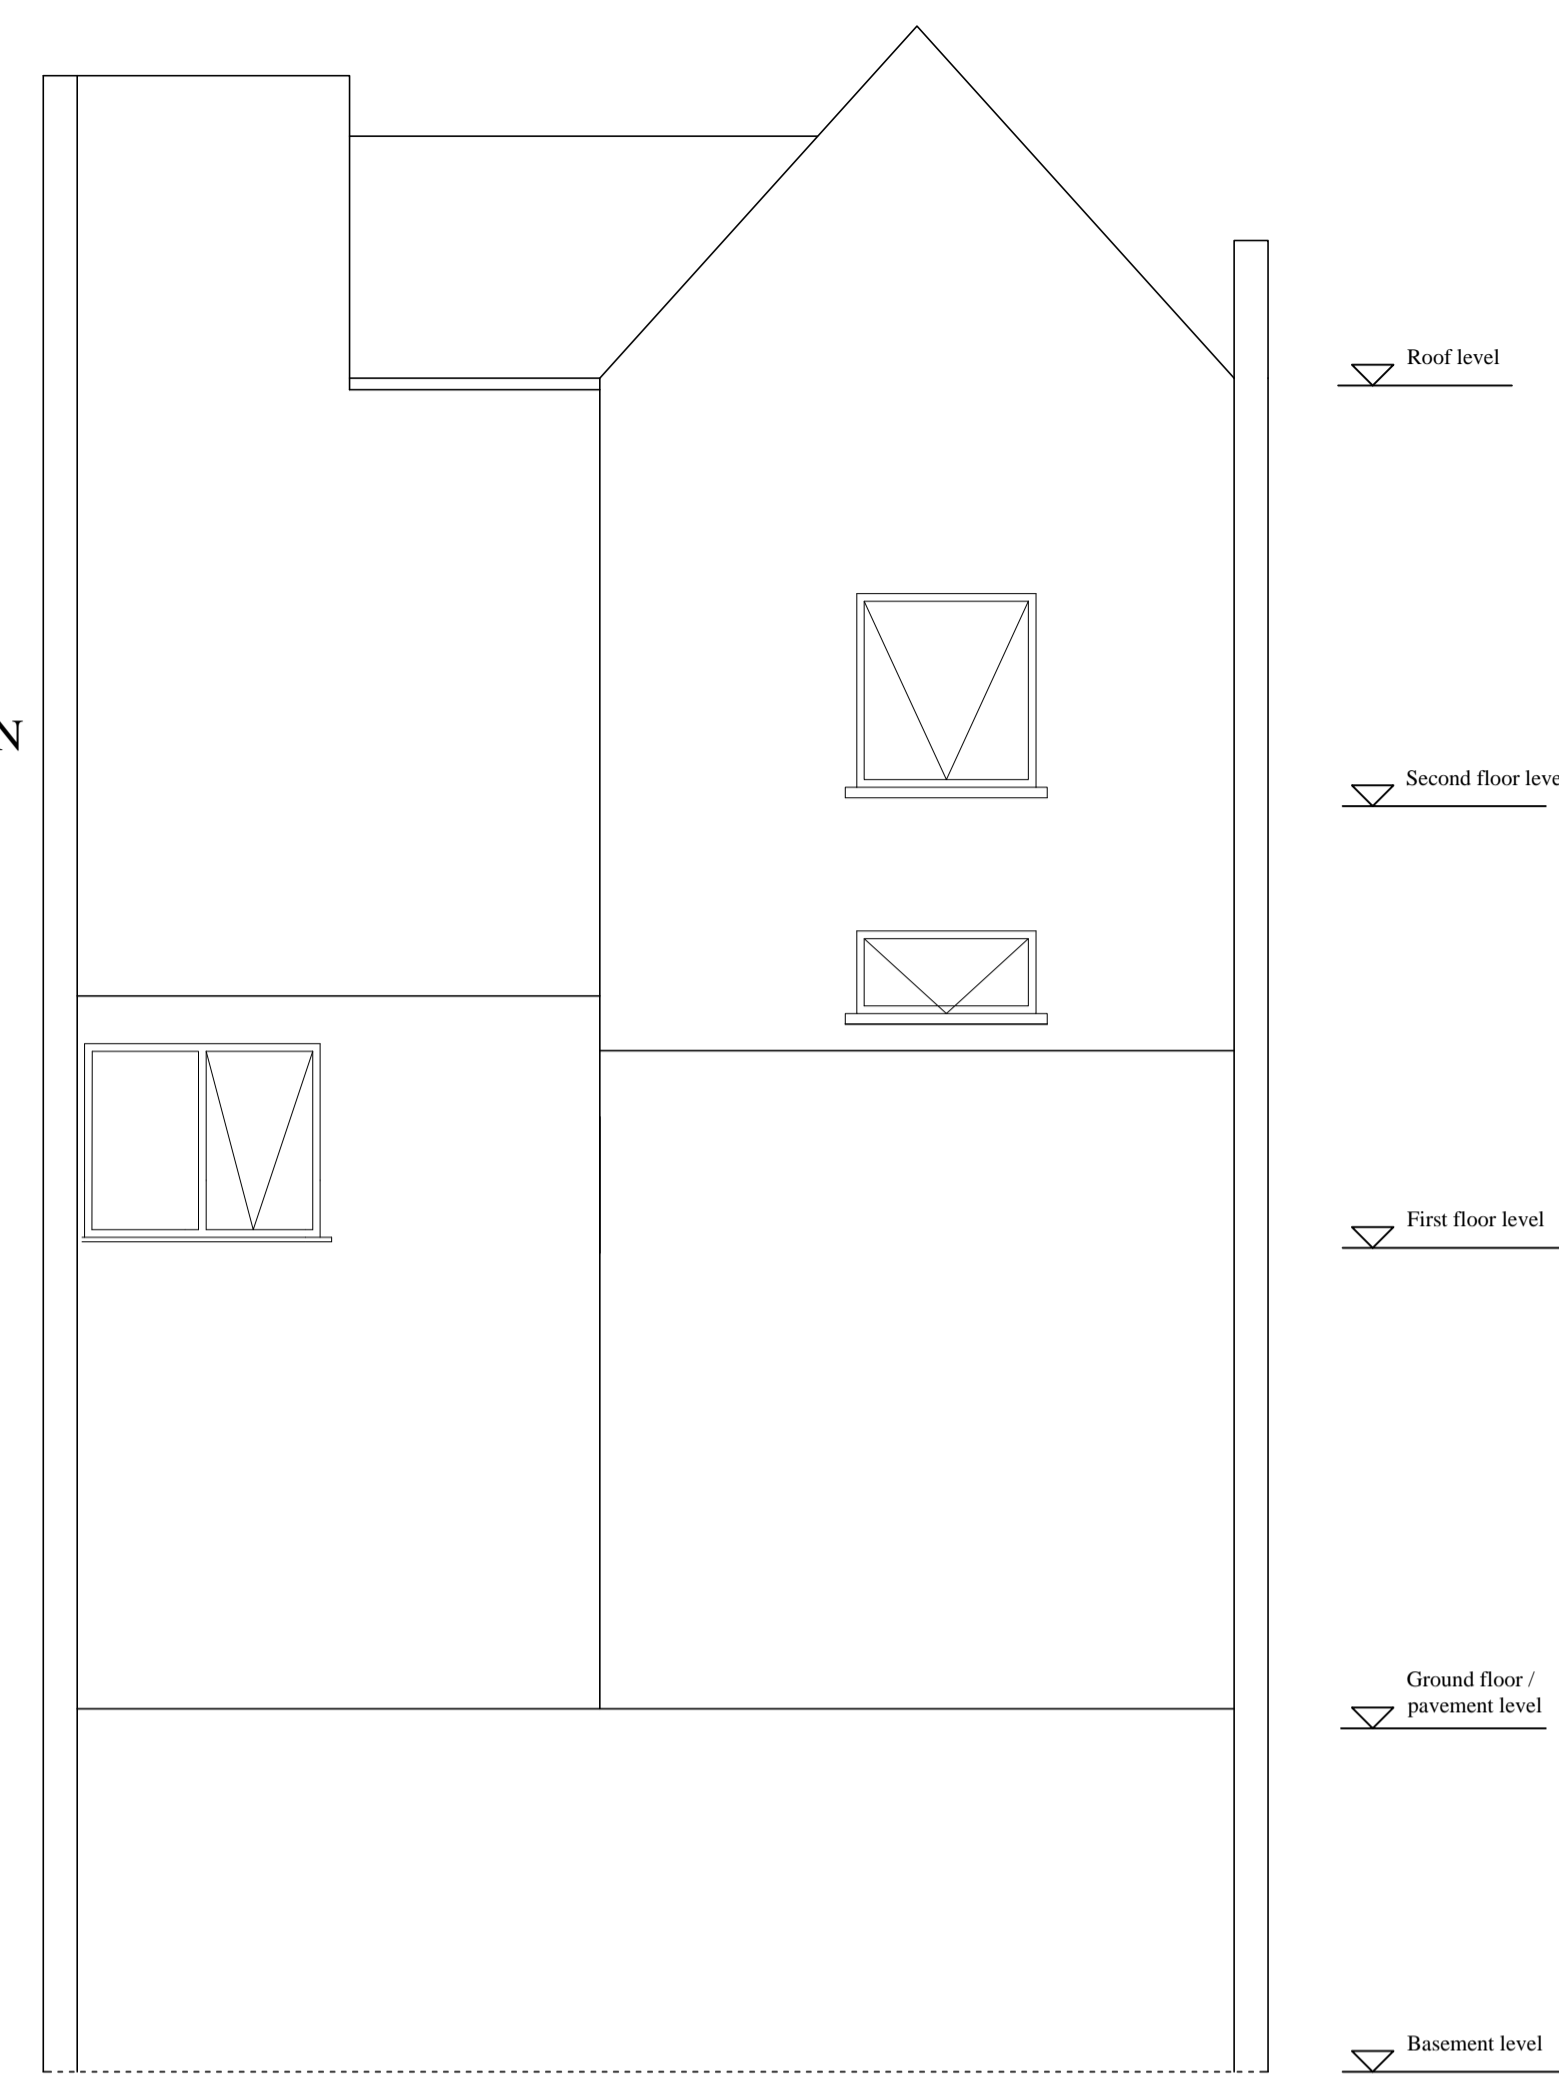 Roof level
N
Second floor leve
First floor level
Ground floor /
pavement level
Basement level